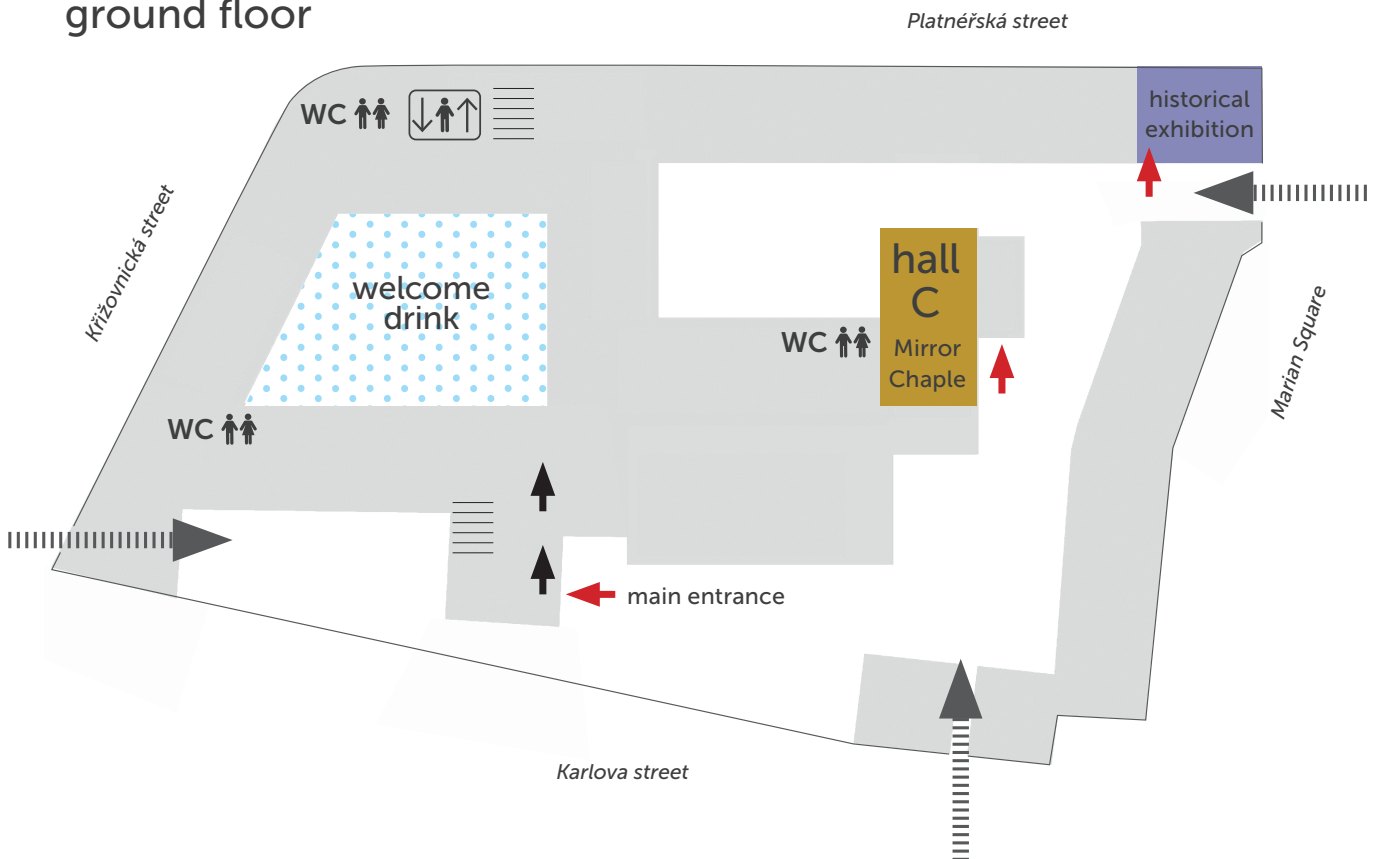 ground floor
Platnéřská street
WC
historical
exhibition
Křižovnická street
welcome
drink
hall
C
Mirror
Chaple
WC
Marian Square
WC
main entrance
Karlova street